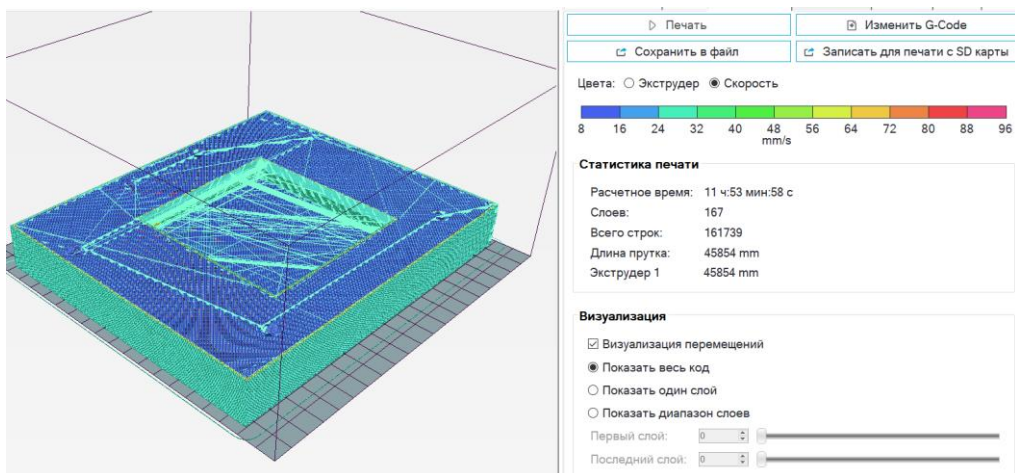 Печать
Изменить G-Code
Сохранить в файл
Записать для печати с SD карты
Цвета: Экструдер Скорость
8 16 24 32 40 48 56 64 72 80 88 96
mm/s
Статистика печати
Расчетное время: 11 ч:53 мин:58 с
Слоев: 167
Всего строк: 161739
Длина прутка: 45854 mm
Экструдер 1 45854 mm
Визуализация
Визуализация перемещений
Показать весь код
Показать один слой
Показать диапазон слоев
Первый слой: 0
Последний слой: 0